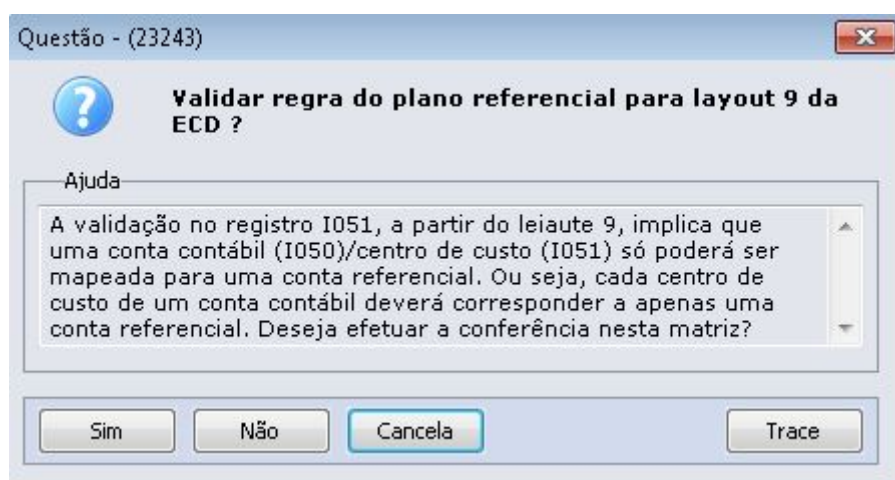 Questão - (23243)
Validar regra do plano referencial para layout 9 da
ECD ?
Ajuda
A validação no registro I051, a partir do leiaute 9, implica que
uma conta contábil (I050)/centro de custo (I051) só poderá ser
mapeada para uma conta referencial. Ou seja, cada centro de
custo de um conta contábil deverá corresponder a apenas uma
conta referencial. Deseja efetuar a conferência nesta matriz?
Sim
Não
Cancela
Trace